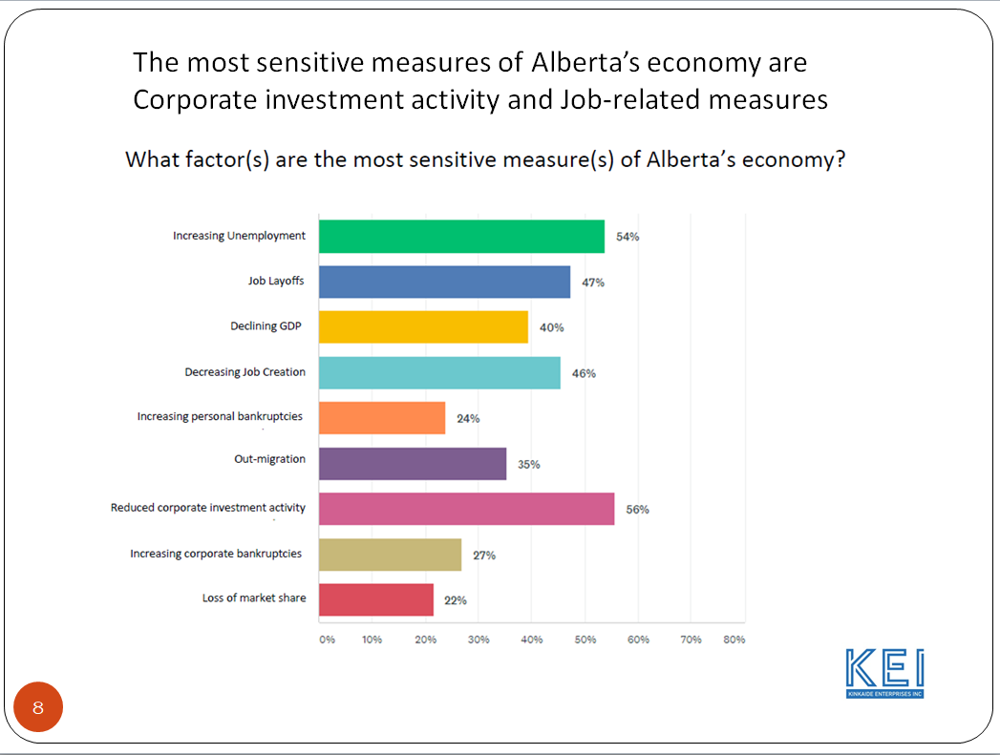 The most sensitive measures of Alberta’s economy are
Corporate investment activity and Job-related measures
What factor(s) are the most sensitive measure(s) of Alberta’s economy?
Increasing Unemployment 54%
Job Layoffs 47%
Declining GDP 40%
Decreasing Job Creation 46%
Increasing personal bankruptcies 24%
Out-migration 35%
Reduced corporate investment activity 56%
Increasing corporate bankruptcies 27%
Loss of market share 22%
0% 10% 20% 30% 40% 50% 60% 70% 80%
KEI
KINKAIDE ENTERPRISES INC
8